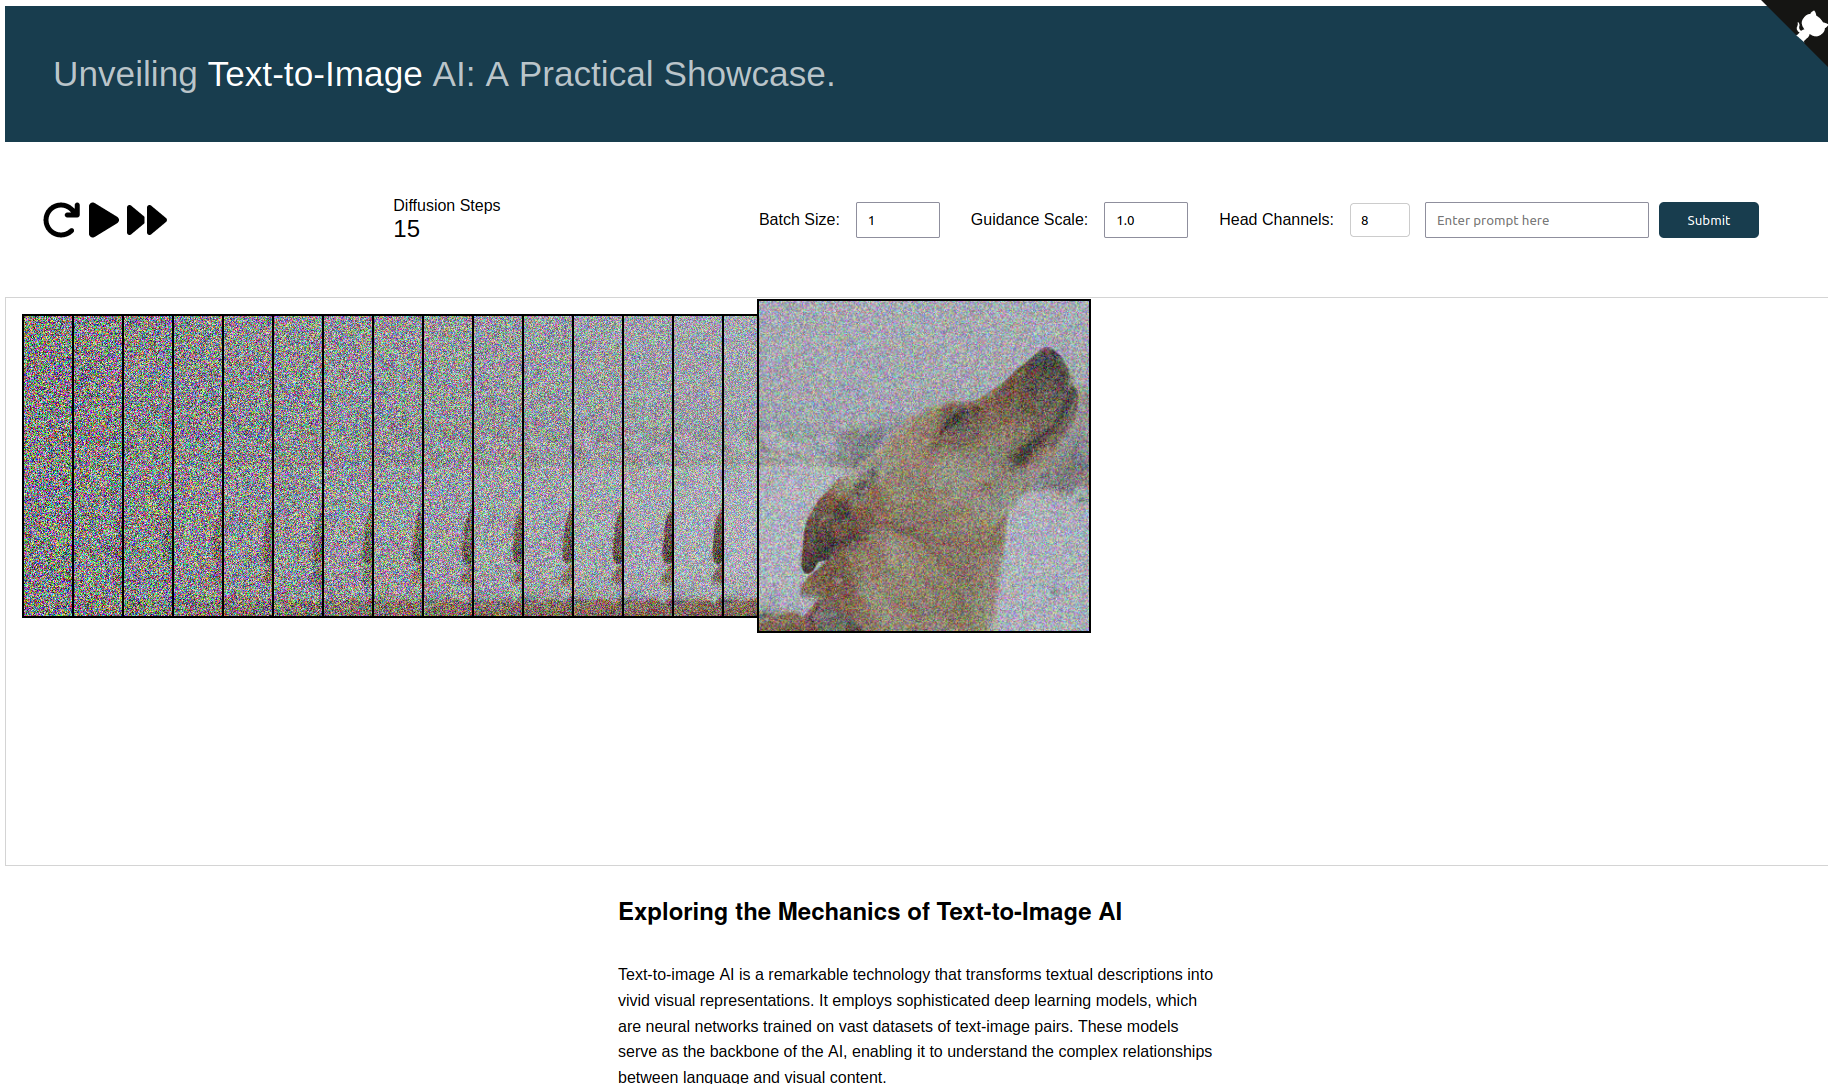 Unveiling Text-to-Image AI: A Practical Showcase.
Diffusion Steps
15
Batch Size: 1 Guidance Scale: 1.0 Head Channels: 8 Enter prompt here Submit
Exploring the Mechanics of Text-to-Image AI
Text-to-image AI is a remarkable technology that transforms textual descriptions into
vivid visual representations. It employs sophisticated deep learning models, which
are neural networks trained on vast datasets of text-image pairs. These models
serve as the backbone of the AI, enabling it to understand the complex relationships
between language and visual content.